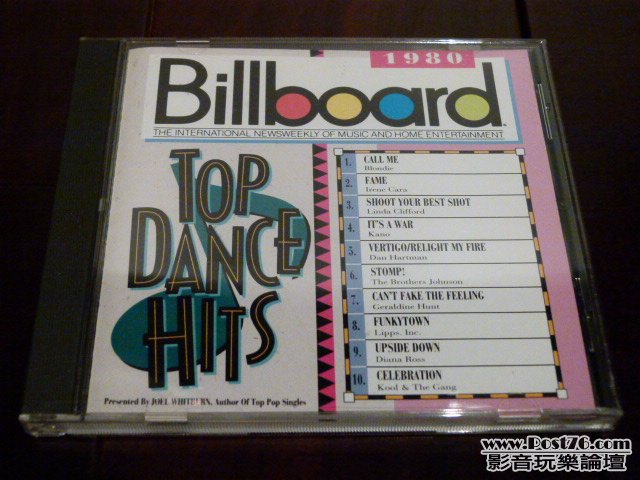 1980
Billboard
THE INTERNATIONAL NEWSWEEKLY OF MUSIC AND HOME ENTERTAINMENT
TOP
DANCE
HITS
Presented By JOEL WHITBURN, Author Of Top Pop Singles
1. CALL ME
Blondie
2. FAME
Irene Cara
3. SHOOT YOUR BEST SHOT
Linda Clifford
4. IT'S A WAR
Kano
5. VERTIGO/RELIGHT MY FIRE
Dan Hartman
6. STOMP!
The Brothers Johnson
7. CAN'T FAKE THE FEELING
Geraldine Hunt
8. FUNKYTOWN
Lipps, Inc.
9. UPSIDE DOWN
Diana Ross
10. CELEBRATION
Kool & The Gang
www.Post76.com
影音玩樂論壇